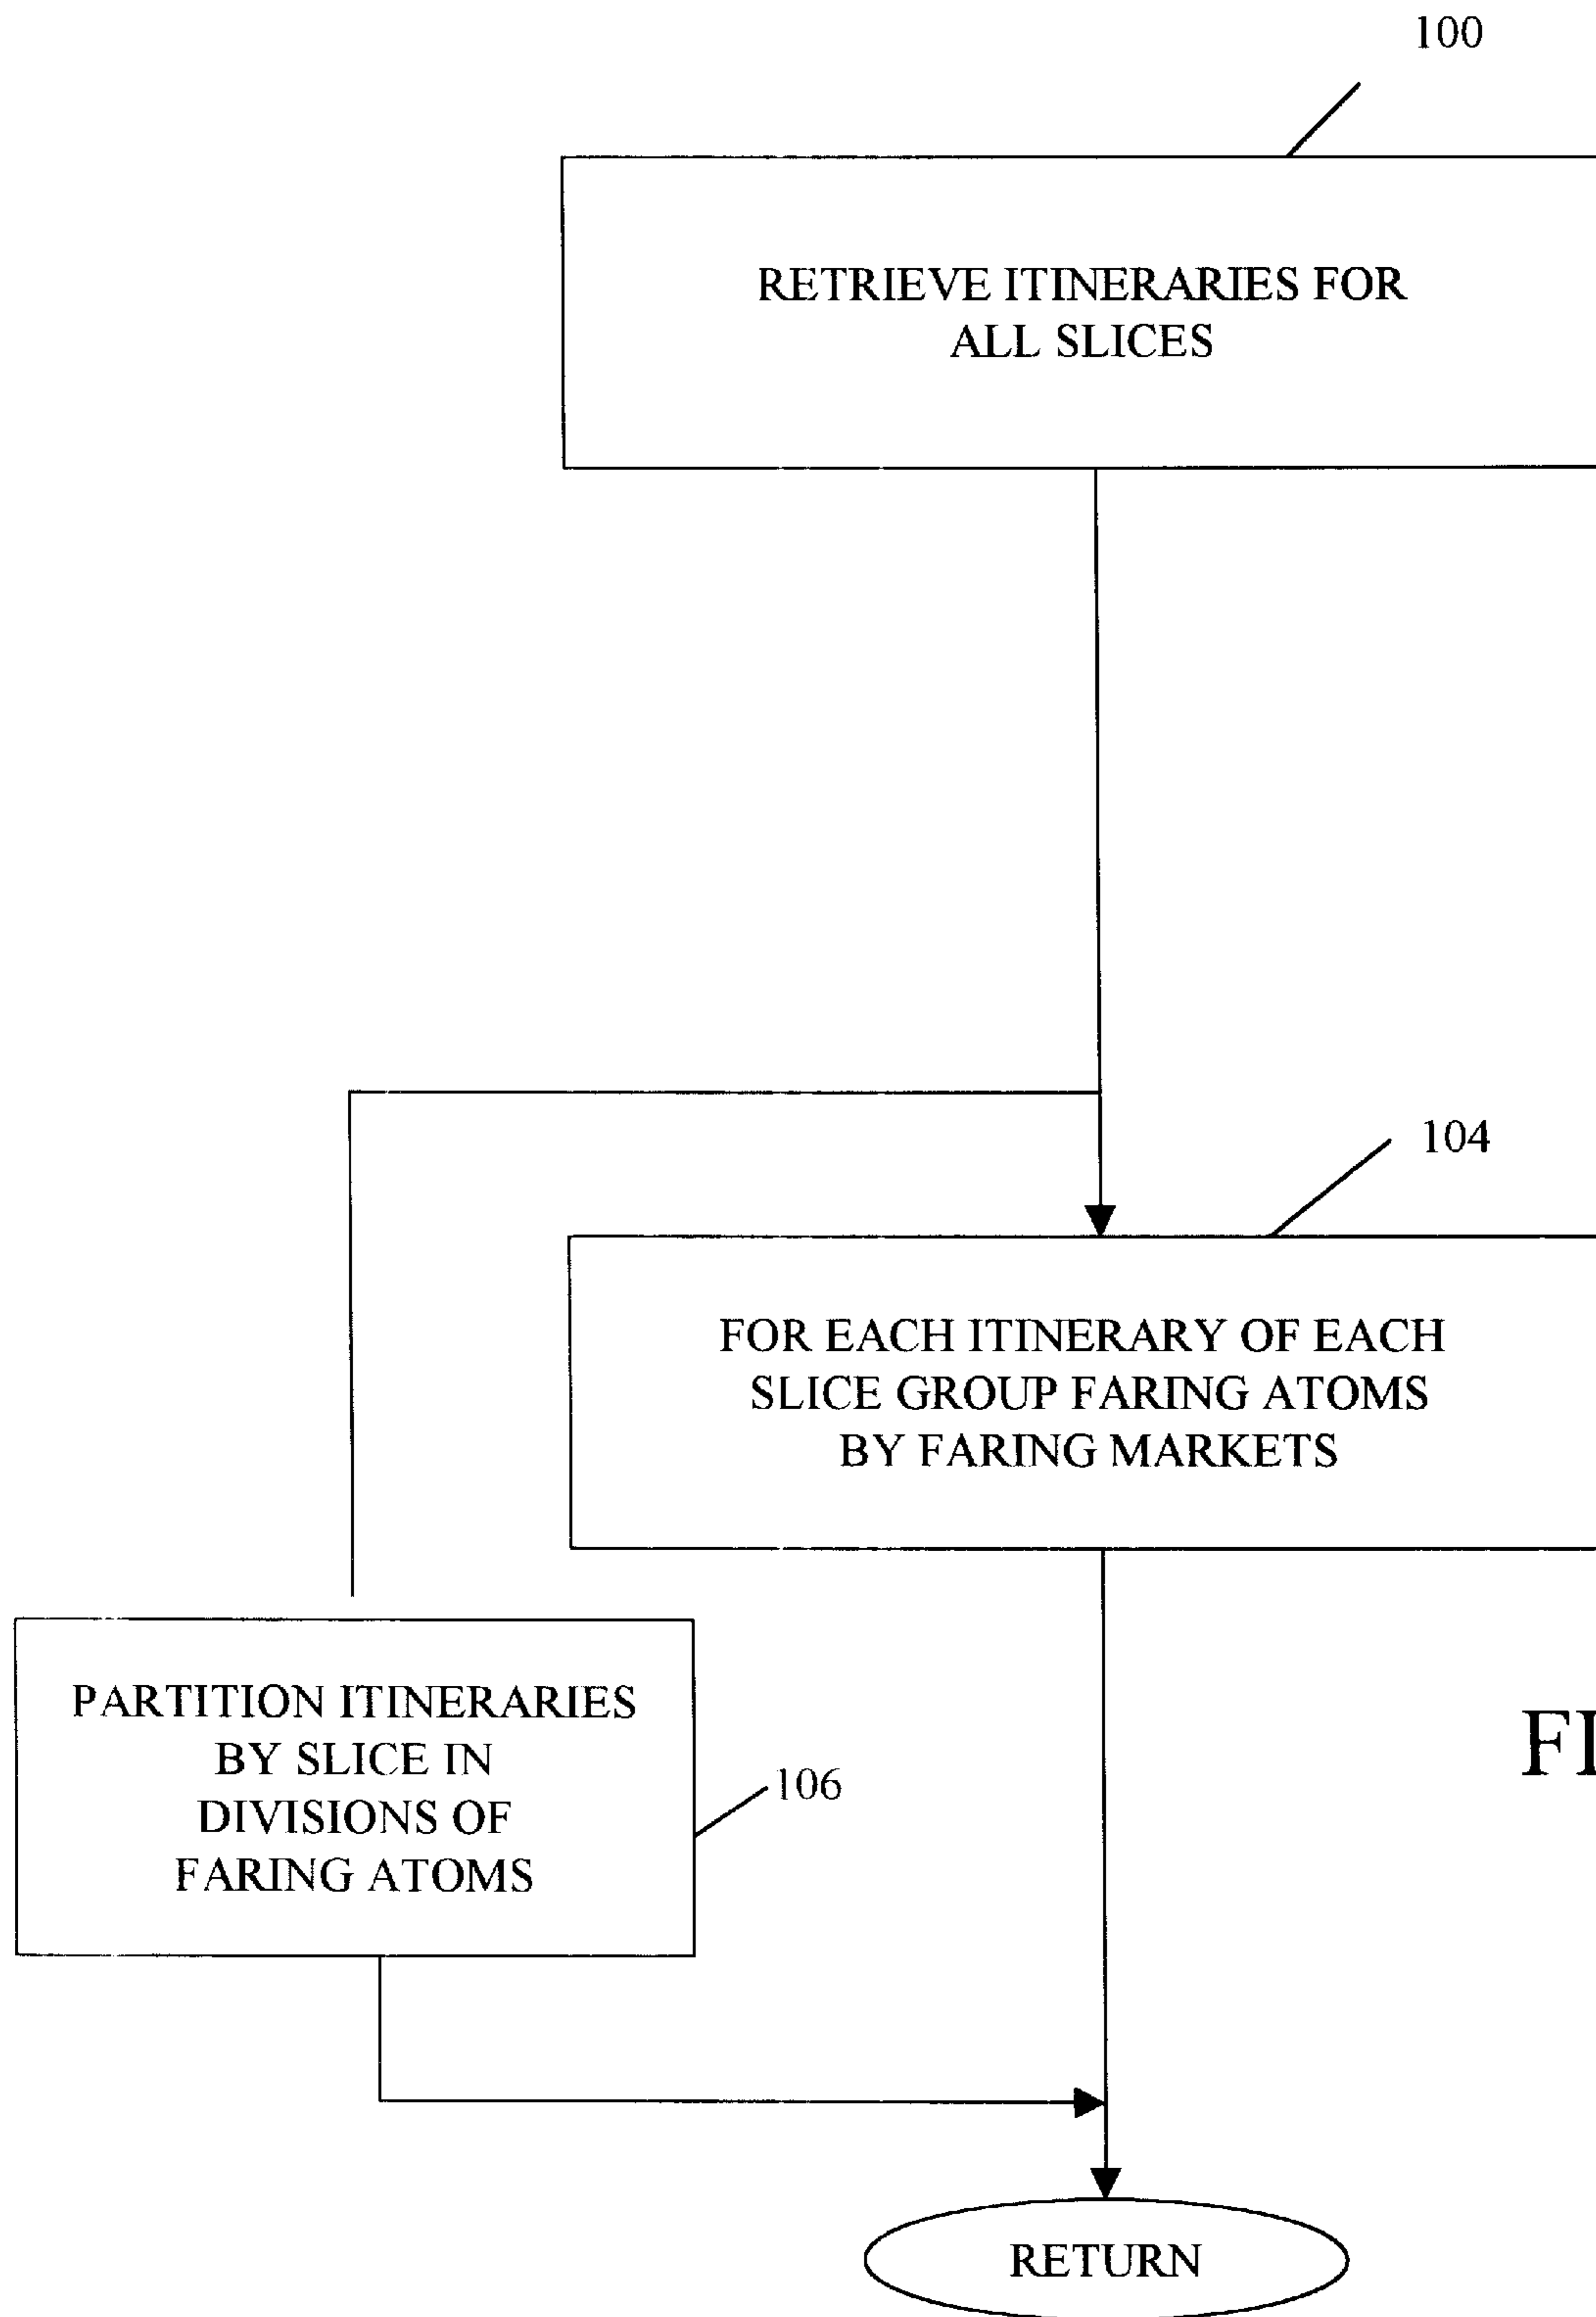 100
RETRIEVE ITINERARIES FOR
ALL SLICES
104
FOR EACH ITINERARY OF EACH
SLICE GROUP FARING ATOMS
BY FARING MARKETS
PARTITION ITINERARIES
BY SLICE IN
DIVISIONS OF
FARING ATOMS
106
FI
RETURN